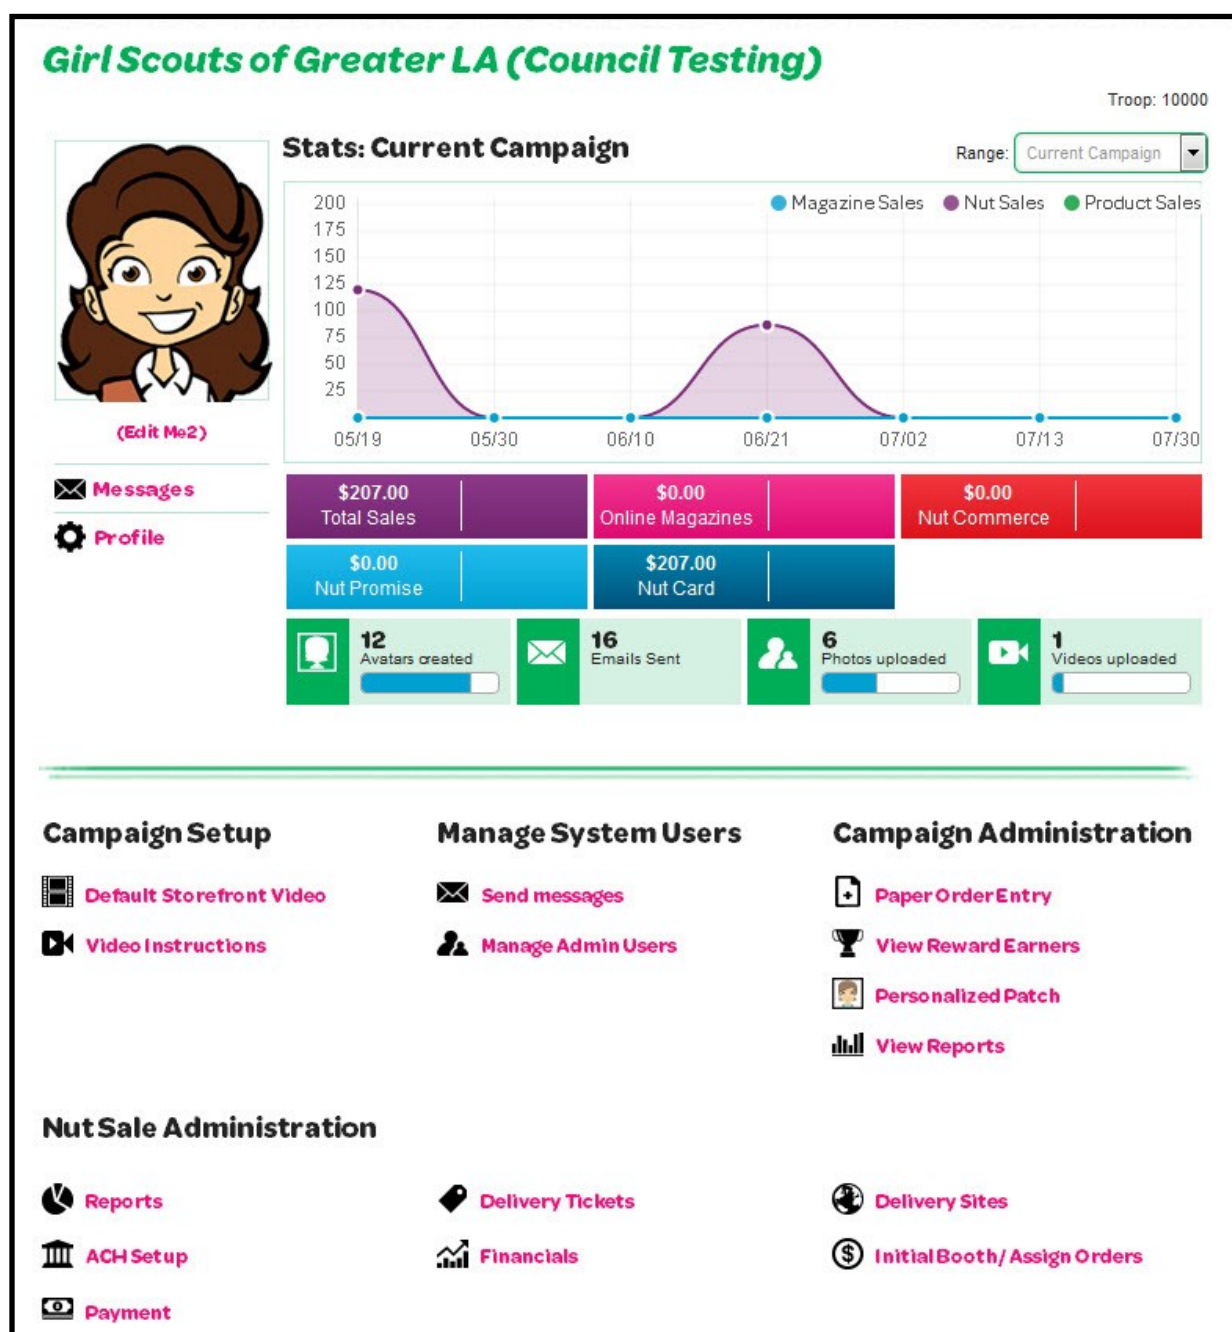 Girl Scouts of Greater LA (Council Testing)
Troop: 10000
Stats: Current Campaign
Range: Current Campaign
Magazine Sales Nut Sales Product Sales
200
175
150
125
100
75
50
25
05/19 05/30 06/10 06/21 07/02 07/13 07/30
(Edit Me2)
Messages
Profile
$207.00
Total Sales
$0.00
Online Magazines
$0.00
Nut Commerce
$0.00
Nut Promise
$207.00
Nut Card
12
Avatars created
16
Emails Sent
6
Photos uploaded
1
Videos uploaded
Campaign Setup
Default Storefront Video
Video Instructions
Manage System Users
Send messages
Manage Admin Users
Campaign Administration
Paper Order Entry
View Reward Earners
Personalized Patch
View Reports
Nut Sale Administration
Reports
Delivery Tickets
Delivery Sites
ACH Setup
Financials
Initial Booth/ Assign Orders
Payment